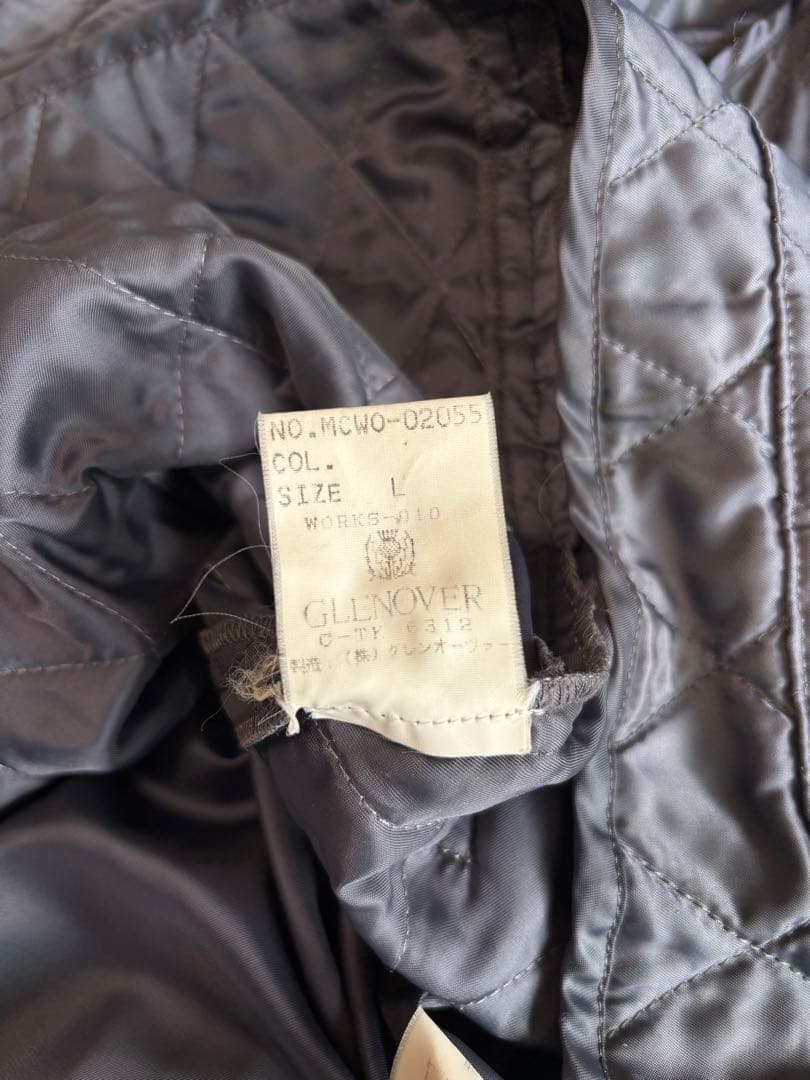 NO.MCWO-02055
COL.
SIZE L
WORKS-010
GLENOVER
C-TK 6312
製造:(株)グレンオーヴァー